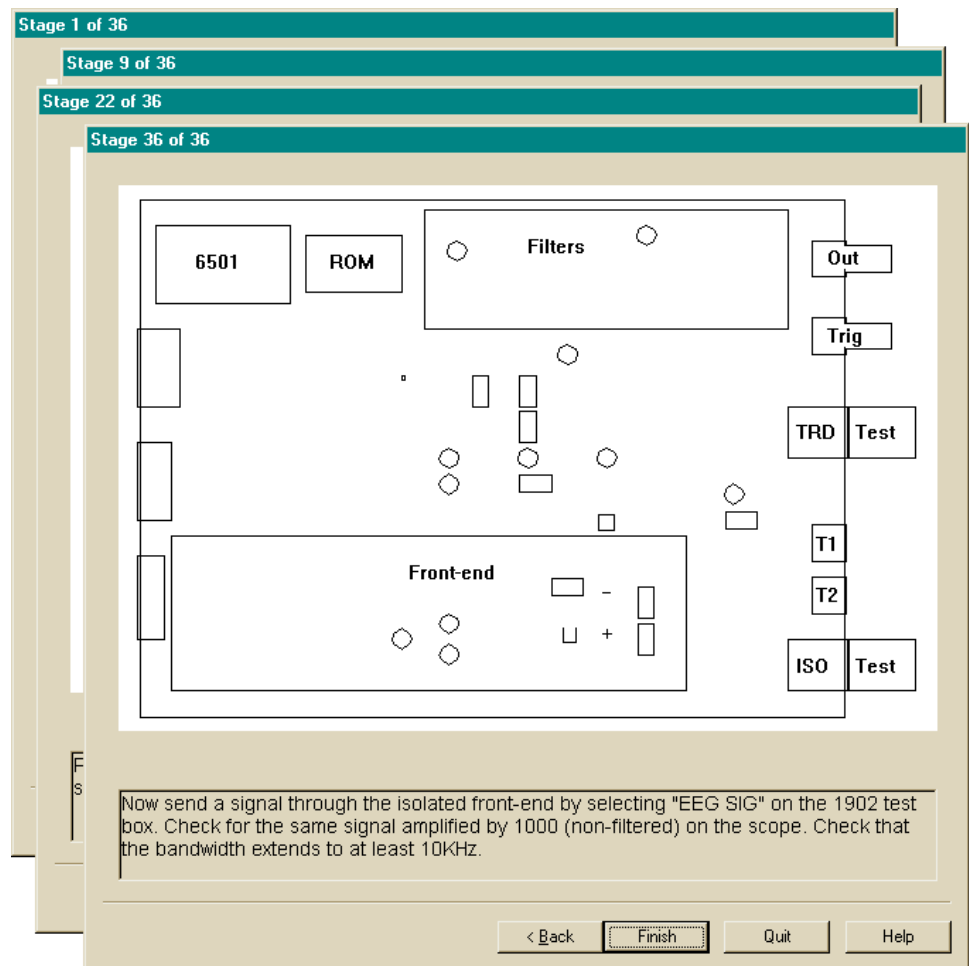 Stage 1 of 36
Stage 9 of 36
Stage 22 of 36
Stage 36 of 36
6501
ROM
Filters
Out
Trig
TRD Test
T1
Front-end
-
T2
+
ISO Test
F
s
Now send a signal through the isolated front-end by selecting "EEG SIG" on the 1902 test
box. Check for the same signal amplified by 1000 (non-filtered) on the scope. Check that
the bandwidth extends to at least 10KHz.
< Back
Finish
Quit
Help